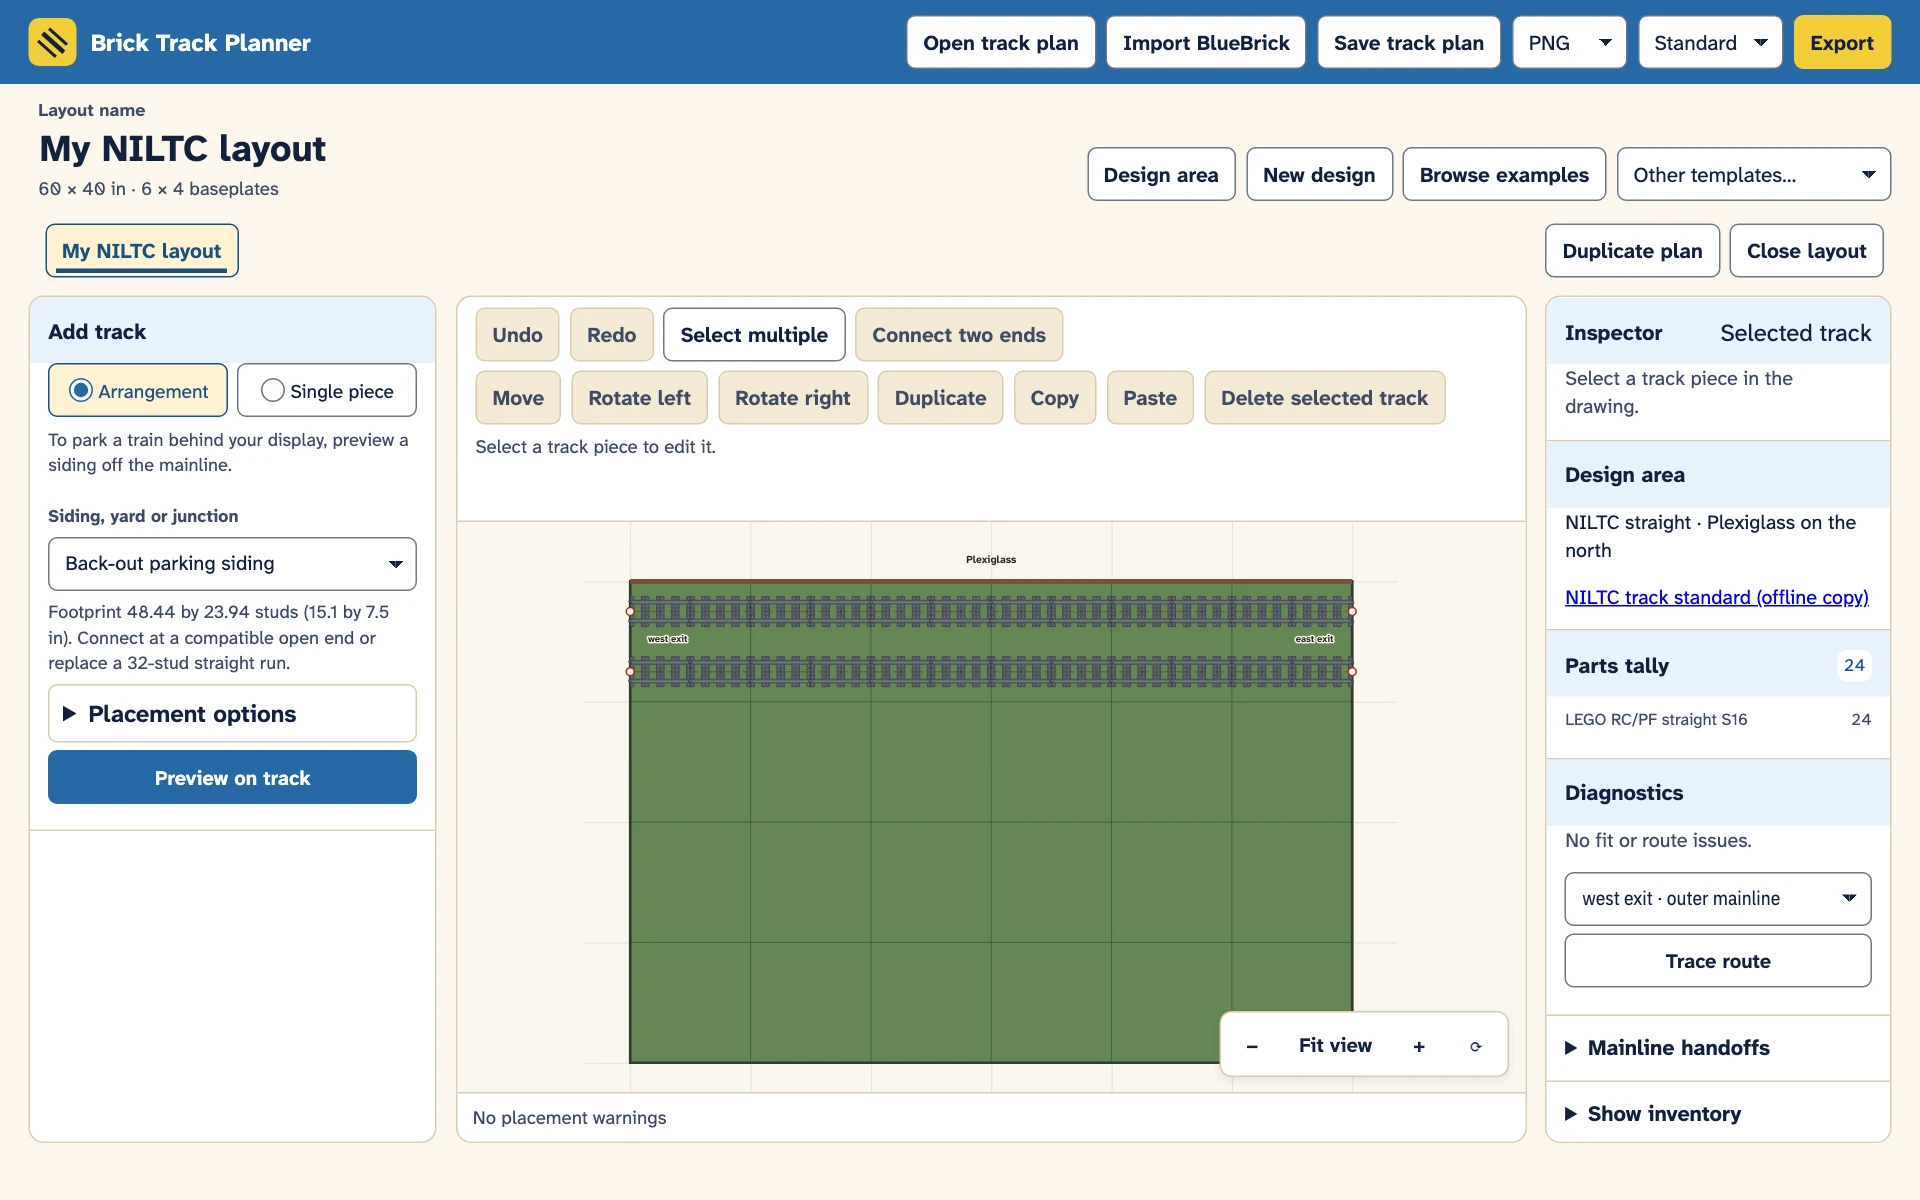 Brick Track Planner
Open track plan
Import BlueBrick
Save track plan
PNG
Standard
Export
Layout name
My NILTC layout
60 × 40 in · 6 × 4 baseplates
Design area
New design
Browse examples
Other templates...
My NILTC layout
Duplicate plan
Close layout
Add track
Arrangement
Single piece
To park a train behind your display, preview a
siding off the mainline.
Siding, yard or junction
Back-out parking siding
Footprint 48.44 by 23.94 studs (15.1 by 7.5
in). Connect at a compatible open end or
replace a 32-stud straight run.
Placement options
Preview on track
Undo
Redo
Select multiple
Connect two ends
Move
Rotate left
Rotate right
Duplicate
Copy
Paste
Delete selected track
Select a track piece to edit it.
Plexiglass
west exit
east exit
Fit view
No placement warnings
Inspector
Selected track
Select a track piece in the
drawing.
Design area
NILTC straight · Plexiglass on the
north
NILTC track standard (offline copy)
Parts tally
24
LEGO RC/PF straight S16
24
Diagnostics
No fit or route issues.
west exit · outer mainline
Trace route
Mainline handoffs
Show inventory